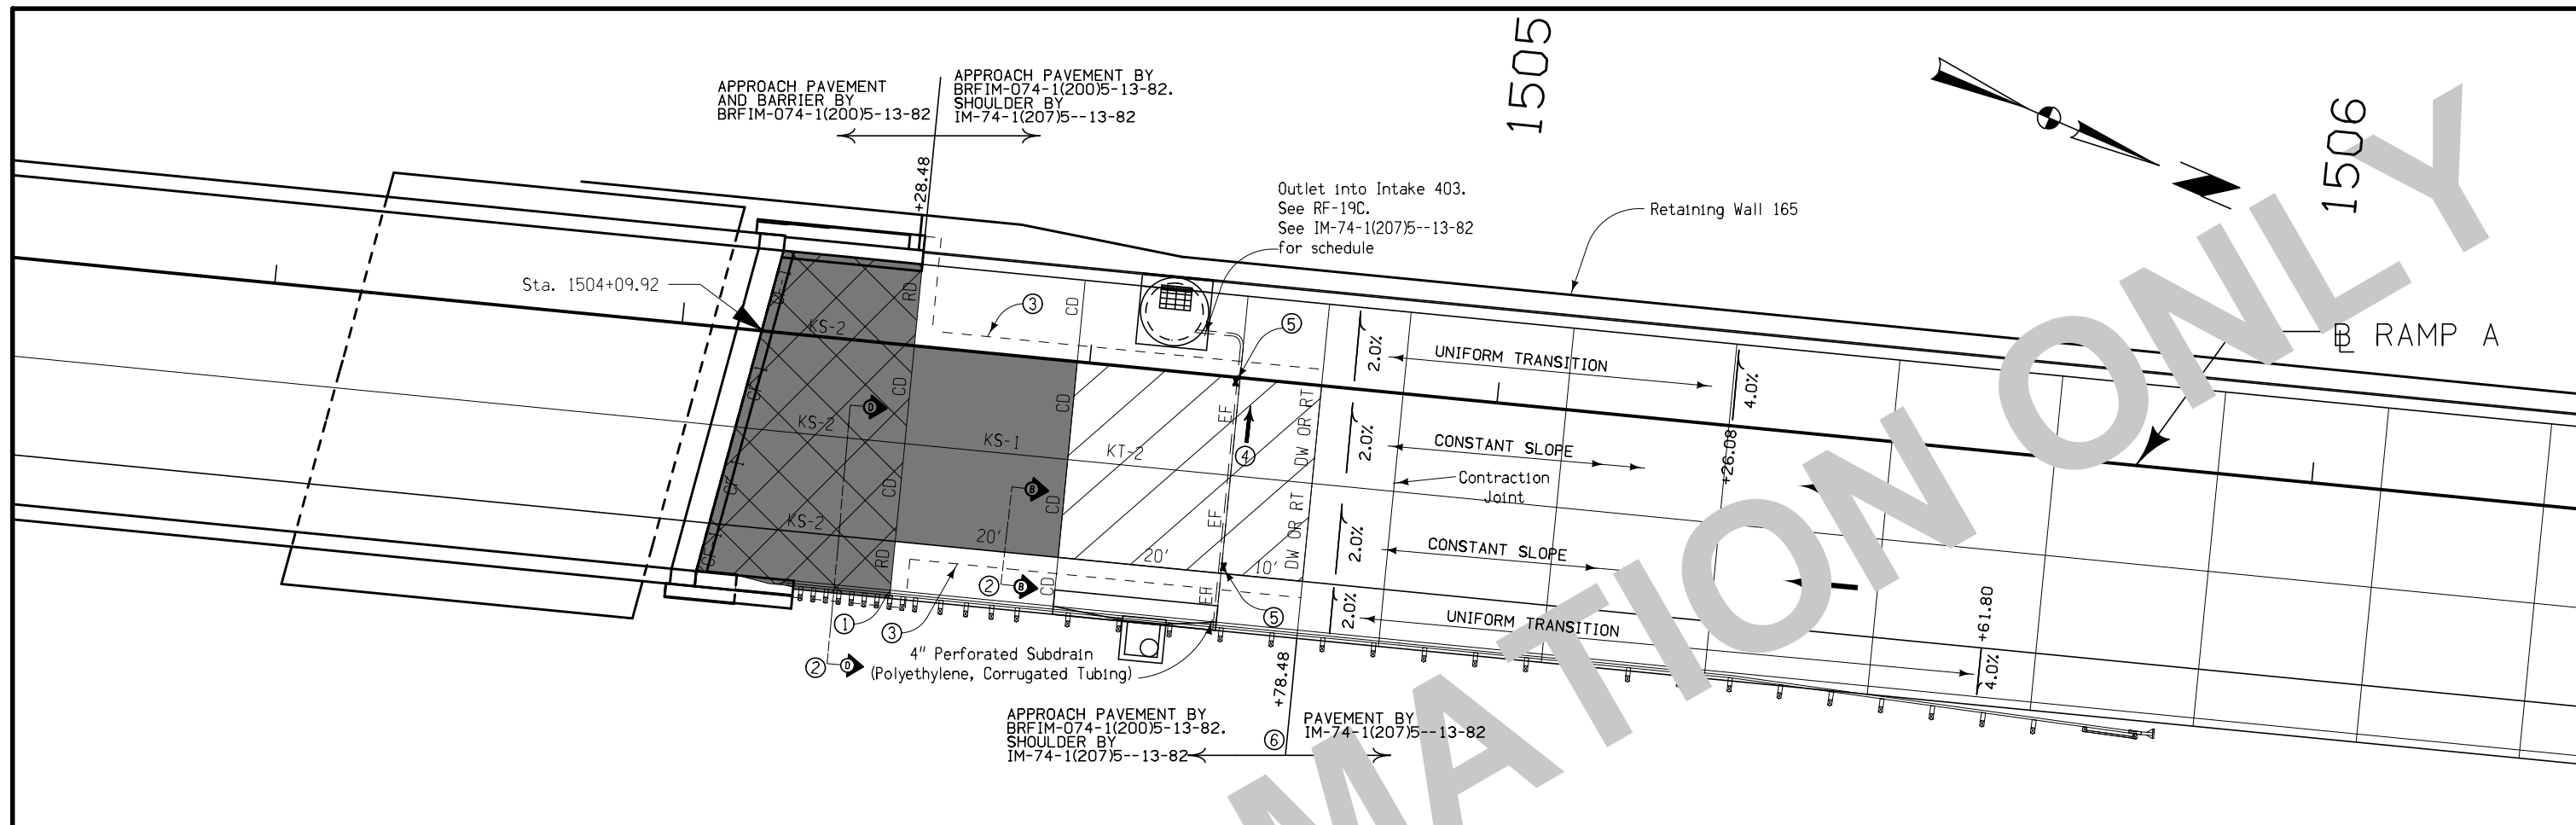 1505
1506
APPROACH PAVEMENT
AND BARRIER BY
BRFIM-074-1(200)5-13-82
APPROACH PAVEMENT BY
BRFIM-074-1(200)5-13-82.
SHOULDER BY
IM-74-1(207)5--13-82
+28.48
Outlet into Intake 403.
See RF-19C.
See IM-74-1(207)5--13-82
for schedule
Retaining Wall 165
Sta. 1504+09.92
BL RAMP A
RD
CD
3
5
KS-2
CD
CD
EF
DW OR RT
2.0%
UNIFORM TRANSITION
4.0%
D
KS-2
KS-1
KT-2
4
2.0%
CONSTANT SLOPE
+26.08
Contraction
Joint
B
CD
CD
EF
DW OR RT
KS-2
20'
20'
10'
2.0%
CONSTANT SLOPE
RD
CD
EF
2
B
1
3
5
2.0%
UNIFORM TRANSITION
+61.80
4.0%
2
D
4" Perforated Subdrain
(Polyethylene, Corrugated Tubing)
+78.48
APPROACH PAVEMENT BY
BRFIM-074-1(200)5-13-82.
SHOULDER BY
IM-74-1(207)5--13-82
6
PAVEMENT BY
IM-74-1(207)5--13-82
MATION ONLY